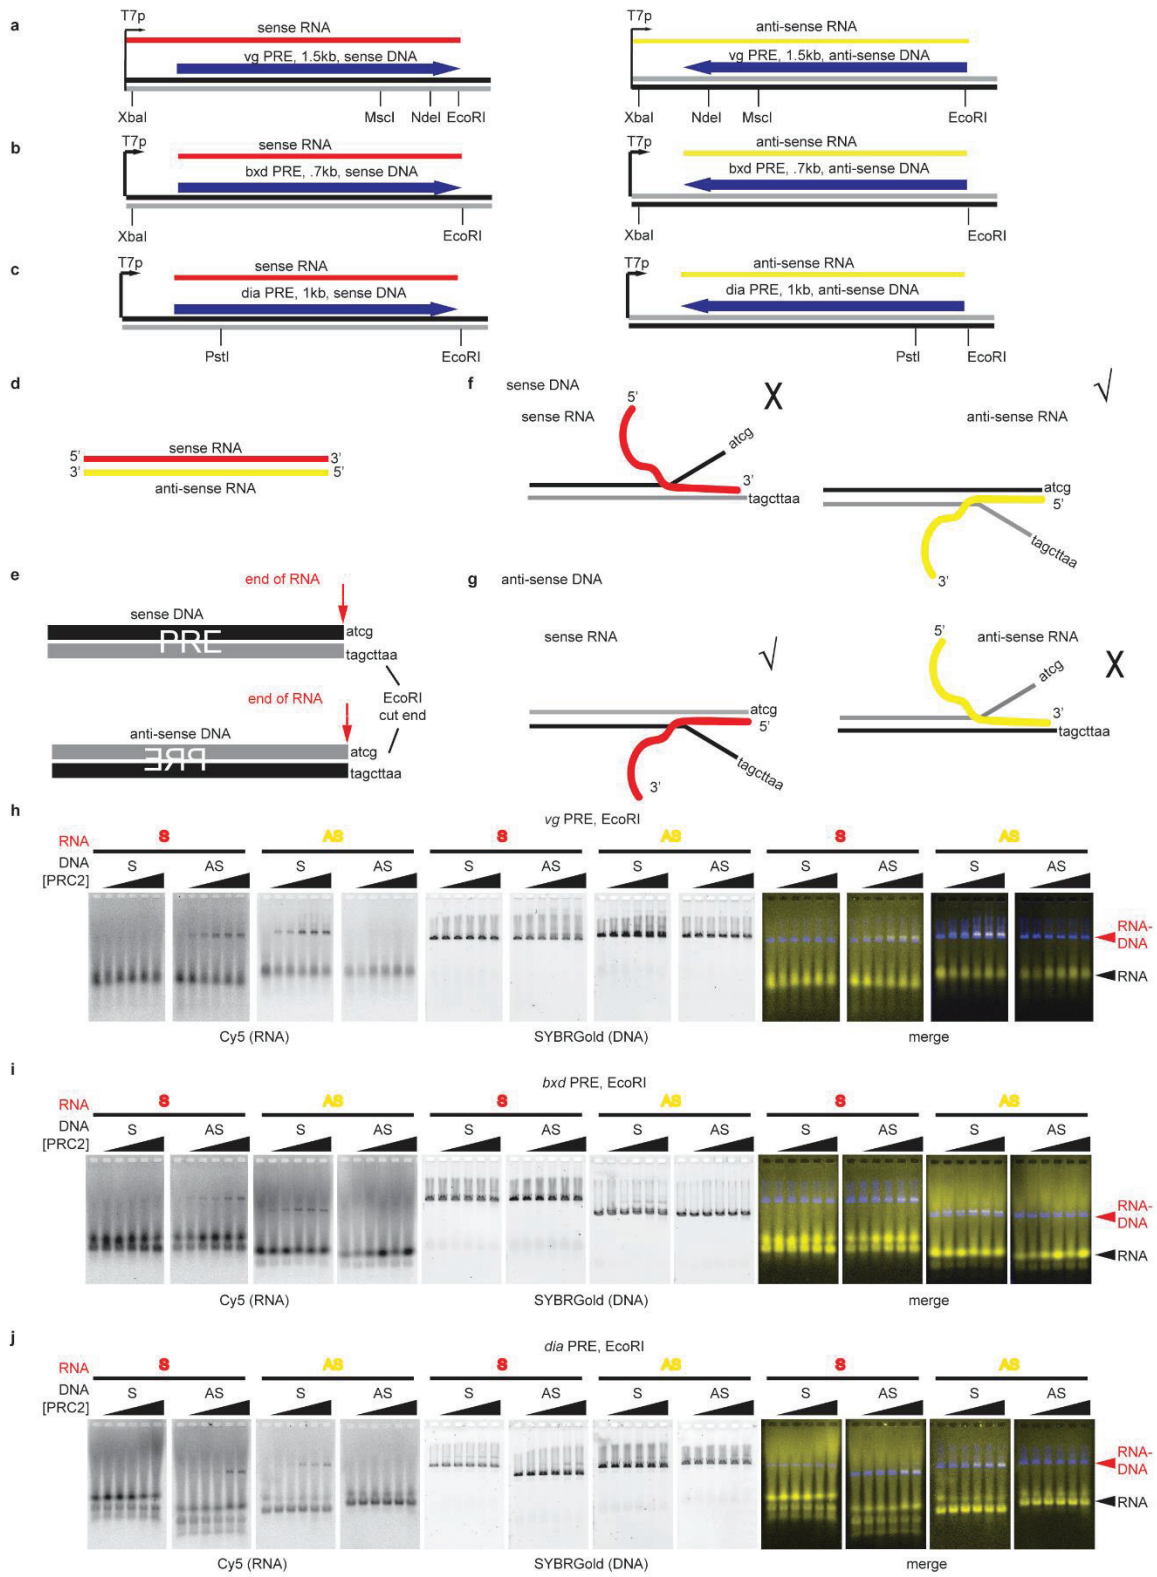 a
T7p
sense RNA
vg PRE, 1.5kb, sense DNA
XbaI
MscI
NdeI
EcoRI
T7p
anti-sense RNA
vg PRE, 1.5kb, anti-sense DNA
XbaI
NdeI
MscI
EcoRI
b
T7p
sense RNA
bxd PRE, .7kb, sense DNA
XbaI
EcoRI
T7p
anti-sense RNA
bxd PRE, .7kb, anti-sense DNA
XbaI
EcoRI
c
T7p
sense RNA
dia PRE, 1kb, sense DNA
PstI
EcoRI
T7p
anti-sense RNA
dia PRE, 1kb, anti-sense DNA
PstI
EcoRI
d
5' sense RNA 3'
3' anti-sense RNA 5'
e
end of RNA
sense DNA
PRE
atcg
tagcttaa
EcoRI
cut end
end of RNA
anti-sense DNA
PRE
atcg
tagcttaa
f
sense DNA
sense RNA
5'
X
atcg
3'
tagcttaa
anti-sense RNA
√
atcg
5'
tagcttaa
3'
g
anti-sense DNA
sense RNA
√
atcg
5'
tagcttaa
3'
5'
anti-sense RNA
X
atcg
3'
tagcttaa
h
vg PRE, EcoRI
RNA S AS S AS S AS
DNA S AS S AS S AS S AS S AS S AS
[PRC2]
RNA-
DNA
RNA
Cy5 (RNA) SYBRGold (DNA) merge
i
bxd PRE, EcoRI
RNA S AS S AS S AS
DNA S AS S AS S AS S AS S AS S AS
[PRC2]
RNA-
DNA
RNA
Cy5 (RNA) SYBRGold (DNA) merge
j
dia PRE, EcoRI
RNA S AS S AS S AS
DNA S AS S AS S AS S AS S AS S AS
[PRC2]
RNA-
DNA
RNA
Cy5 (RNA) SYBRGold (DNA) merge